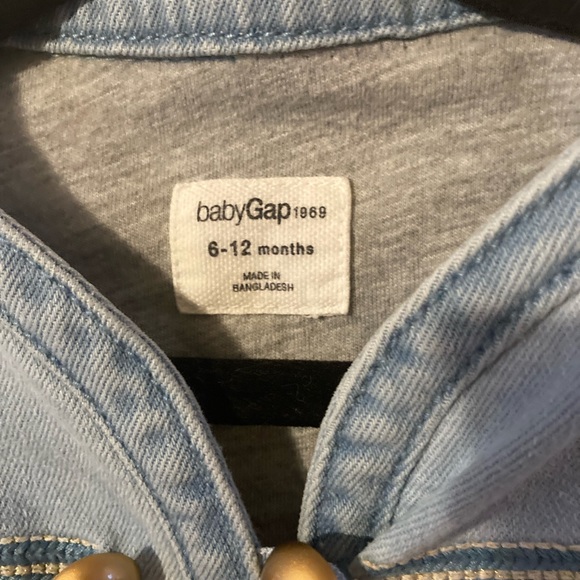 babyGap 1969
6-12 months
MADE IN
BANGLADESH